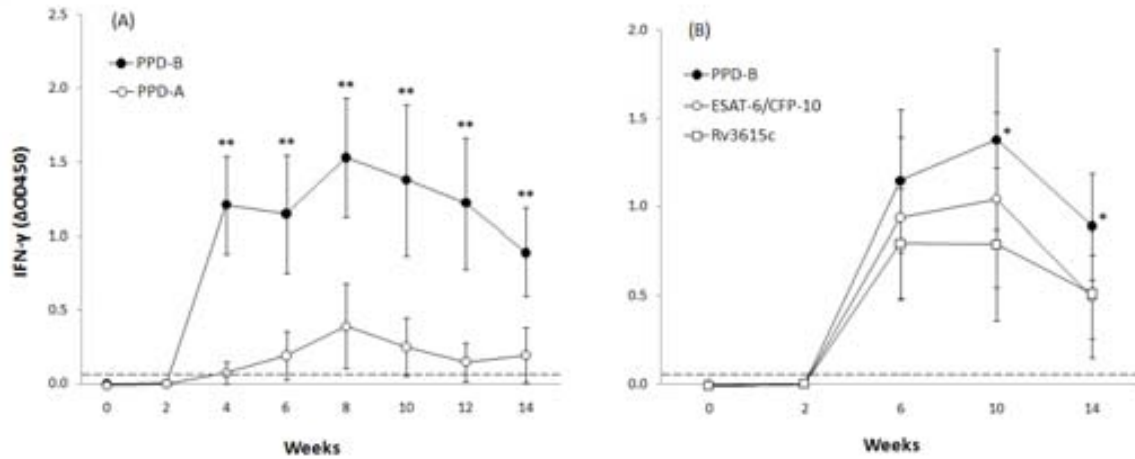 (A)
PPD-B
PPD-A
2.5
2.0
1.5
1.0
0.5
0.0
IFN-γ (ΔOD450)
** ** ** ** ** **
0 2 4 6 8 10 12 14
Weeks
(B)
PPD-B
ESAT-6/CFP-10
Rv3615c
2.0
1.5
1.0
0.5
0.0
*
*
0 2 6 10 14
Weeks